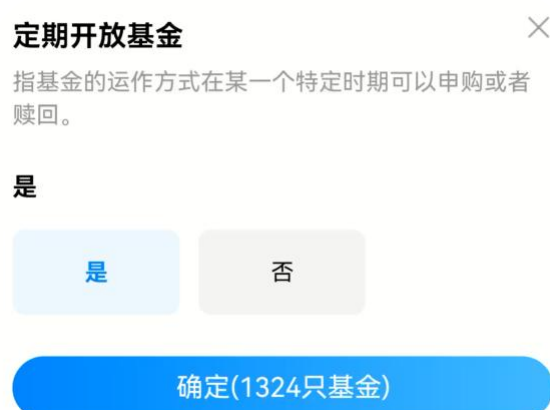 定期开放基金
指基金的运作方式在某一个特定时期可以申购或者
赎回。
是
是 否
确定(1324只基金)